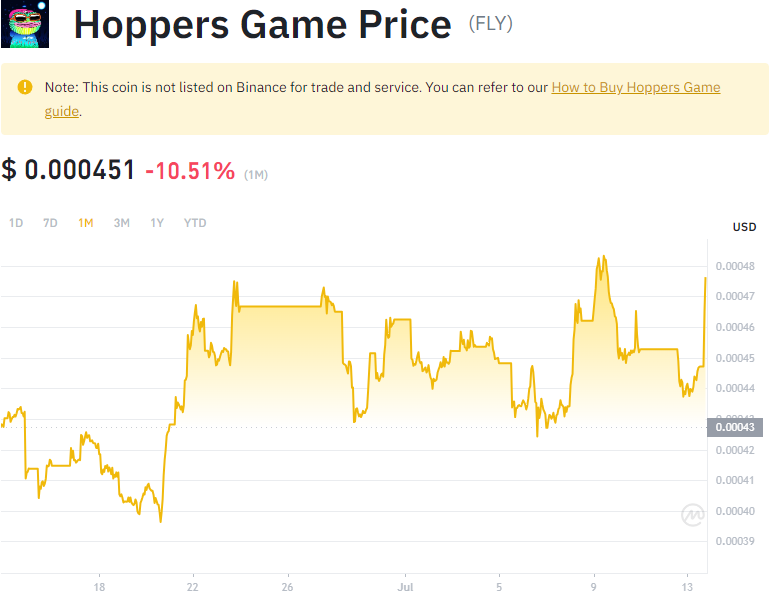 Hoppers Game Price (FLY)
Note: This coin is not listed on Binance for trade and service. You can refer to our How to Buy Hoppers Game
guide.
$ 0.000451 -10.51% (1M)
1D 7D 1M 3M 1Y YTD
USD
0.00048
0.00047
0.00046
0.00045
0.00044
0.00043
0.00042
0.00041
0.00040
0.00039
18 22 26 Jul 5 9 13